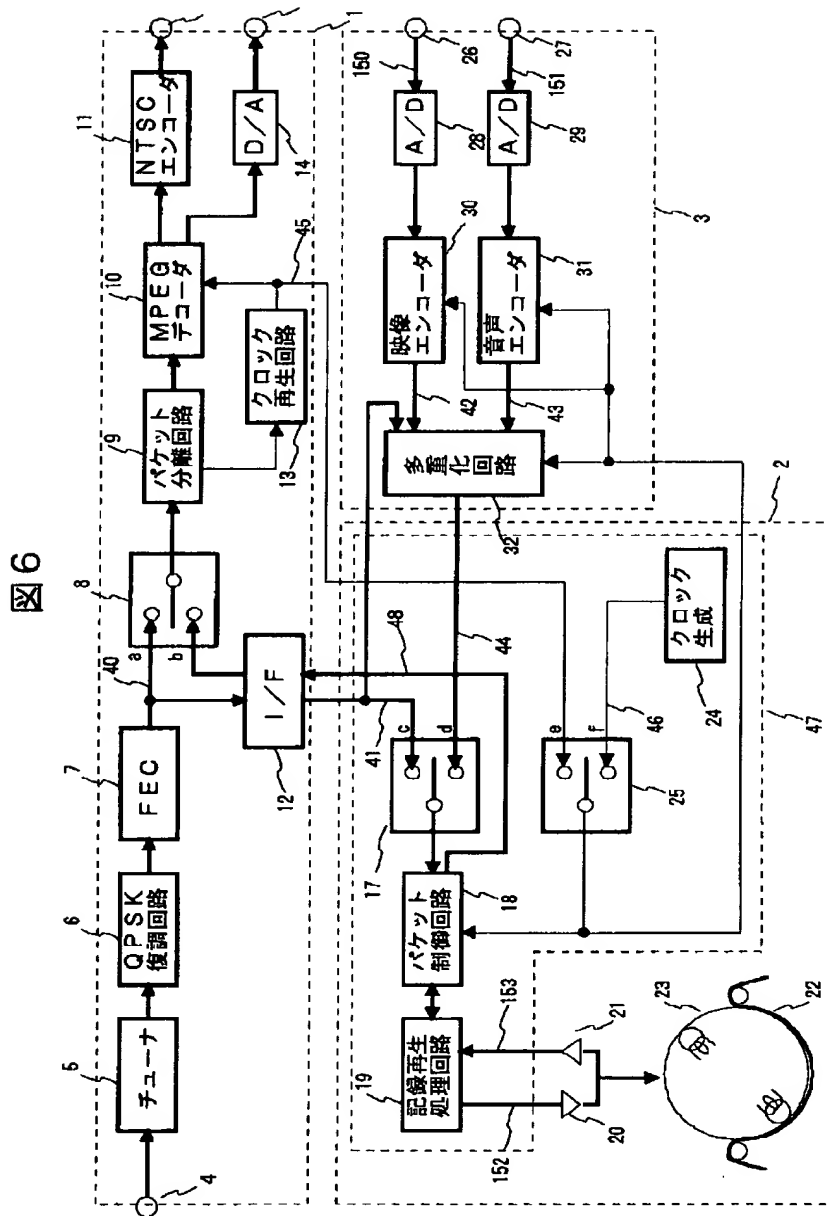 図6
4
5
チューナ
6
QPSK
復調回路
7
FEC
40
8
a
b
9
パケット
分離回路
10
MPEG
デコーダ
11
NTSC
エンコーダ
D/A
14
1
クロック
再生回路
13
45
I/F
12
41
48
17
c
d
44
18
パケット
制御回路
19
記録再生
処理回路
152
153
20
21
22
23
25
e
f
46
クロック
生成
24
47
2
多重化回路
32
42
43
映像
エンコーダ
30
音声
エンコーダ
31
A/D
28
A/D
29
150
151
26
27
3